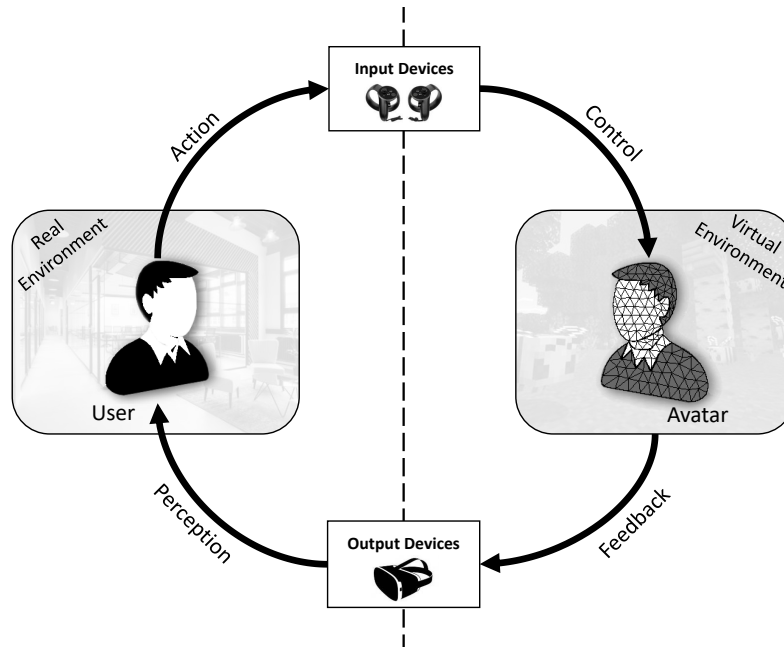 Input Devices
Action
Control
Real
Environment
Virtual
Environment
User
Avatar
Perception
Feedback
Output Devices